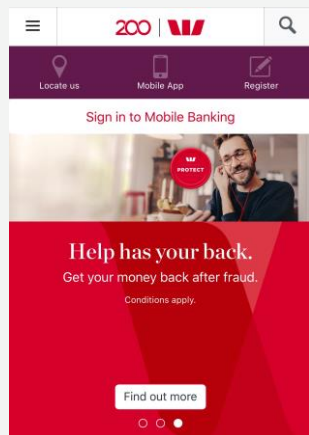 200
Locate us
Mobile App
Register
Sign in to Mobile Banking
PROTECT
Help has your back.
Get your money back after fraud.
Conditions apply.
Find out more